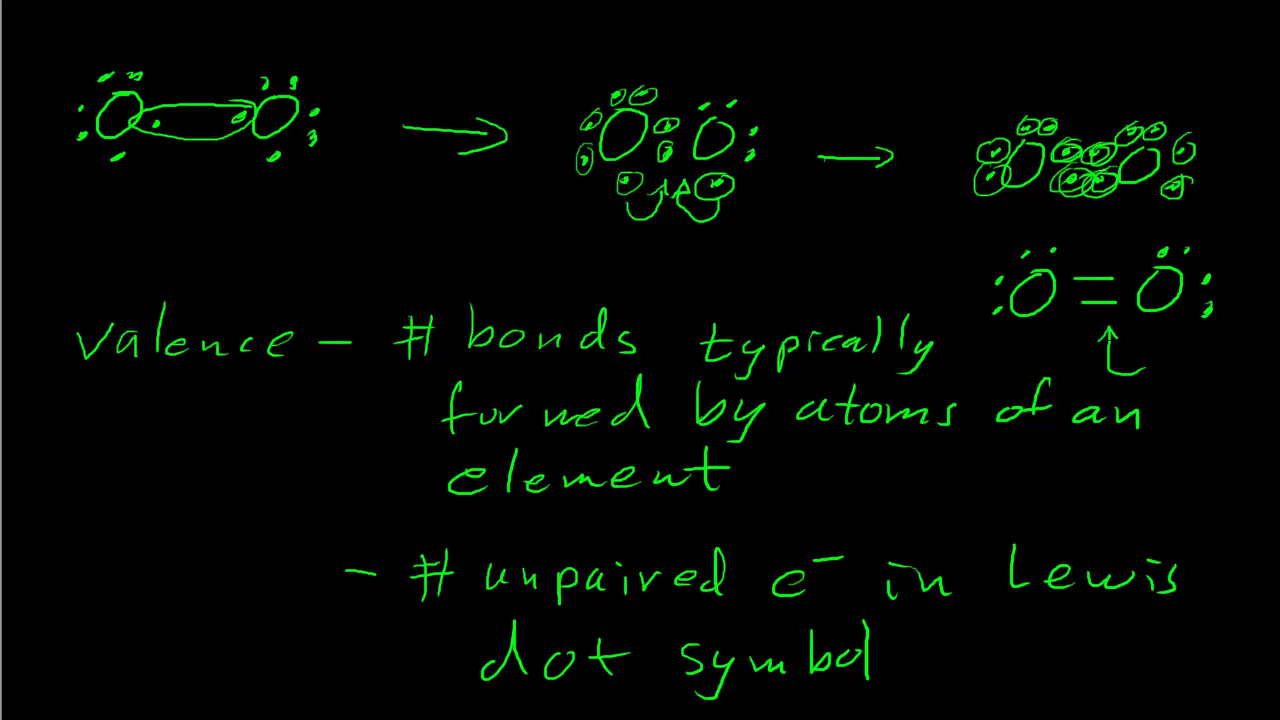 O O → O O → O O
O = O
valence – # bonds typically
formed by atoms of an
element
– # unpaired e⁻ in Lewis
dot symbol